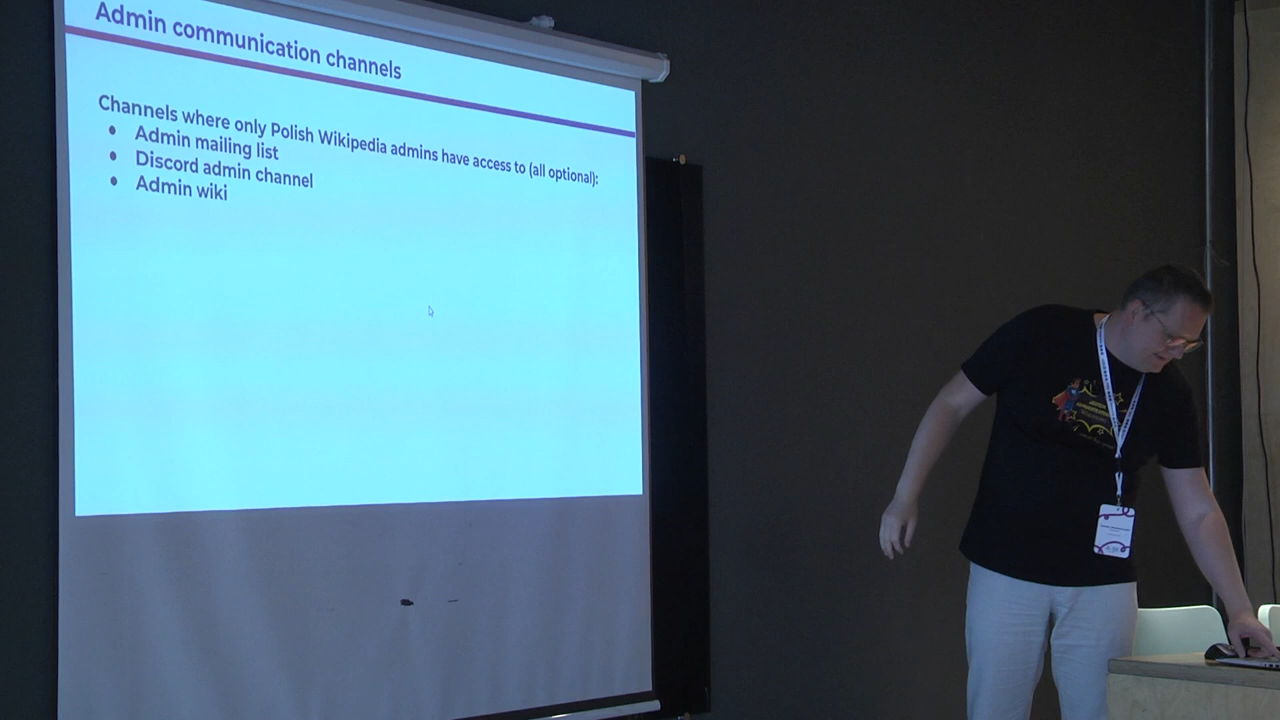 Admin communication channels
Channels where only Polish Wikipedia admins have access to (all optional):
• Admin mailing list
• Discord admin channel
• Admin wiki